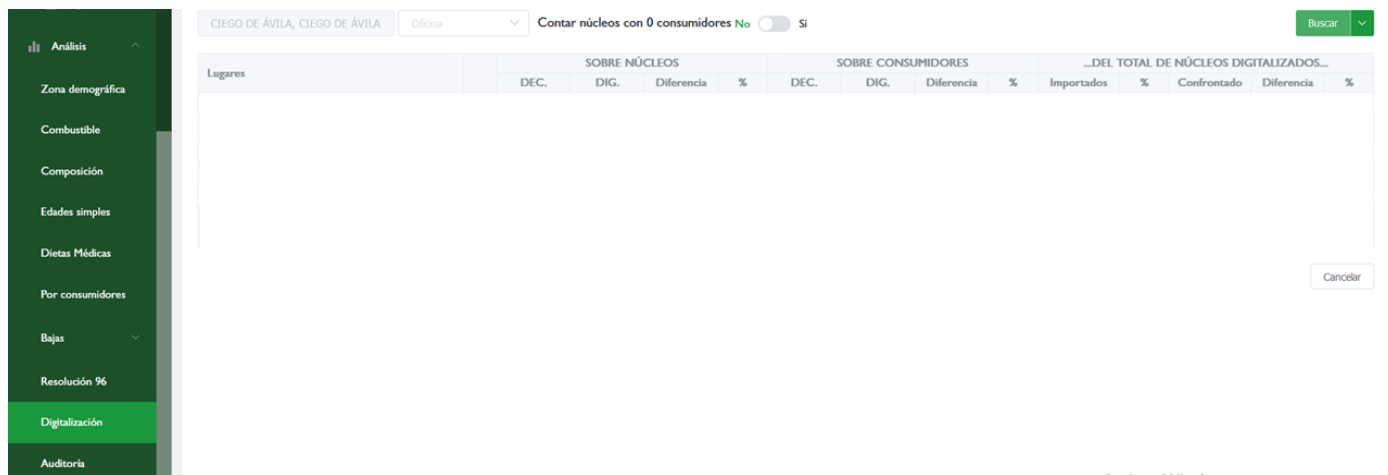 CIEGO DE ÁVILA, CIEGO DE ÁVILA Oficina Contar núcleos con 0 consumidores No Si Buscar
Análisis
Zona demográfica
Combustible
Composición
Edades simples
Dietas Médicas
Por consumidores
Bajas
Resolución 96
Digitalización
Auditoría
Lugares SOBRE NÚCLEOS SOBRE CONSUMIDORES ...DEL TOTAL DE NÚCLEOS DIGITALIZADOS...
DEC. DIG. Diferencia % DEC. DIG. Diferencia % Importados % Confrontado Diferencia %
Cancelar